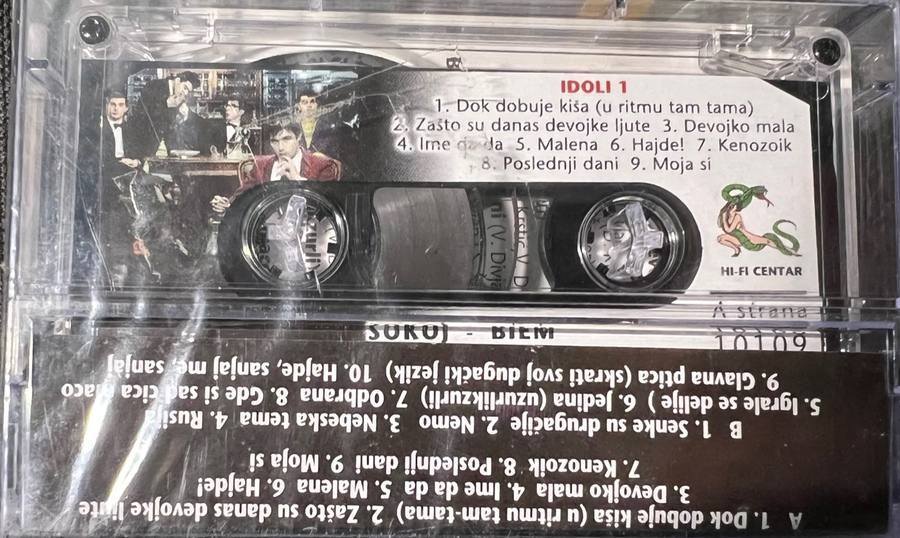 IDOLI 1
1. Dok dobuje kiša (u ritmu tam tama)
2. Zašto su danas devojke ljute 3. Devojko mala
4. Ime da da 5. Malena 6. Hajde! 7. Kenozoik
8. Poslednji dani 9. Moja si
HI-FI CENTAR
A strana
10109
SOKOJ - BIEM
A 1. Dok dobuje kiša (u ritmu tam-tama) 2. Zašto su danas devojke ljute
3. Devojko mala 4. Ime da da 5. Malena 6. Hajde!
7. Kenozoik 8. Poslednji dani 9. Moja si
B 1. Senke su drugačije 2. Nemo 3. Nebeska tema 4. Rusija
5. Igrale se delije ) 6. Jedina (uzurlikzurli) 7. Odbrana 8. Gde si sad čiča Maco
9. Glavna ptica (skrati svoj dugački jezik) 10. Hajde, sanjaj me, sanjaj